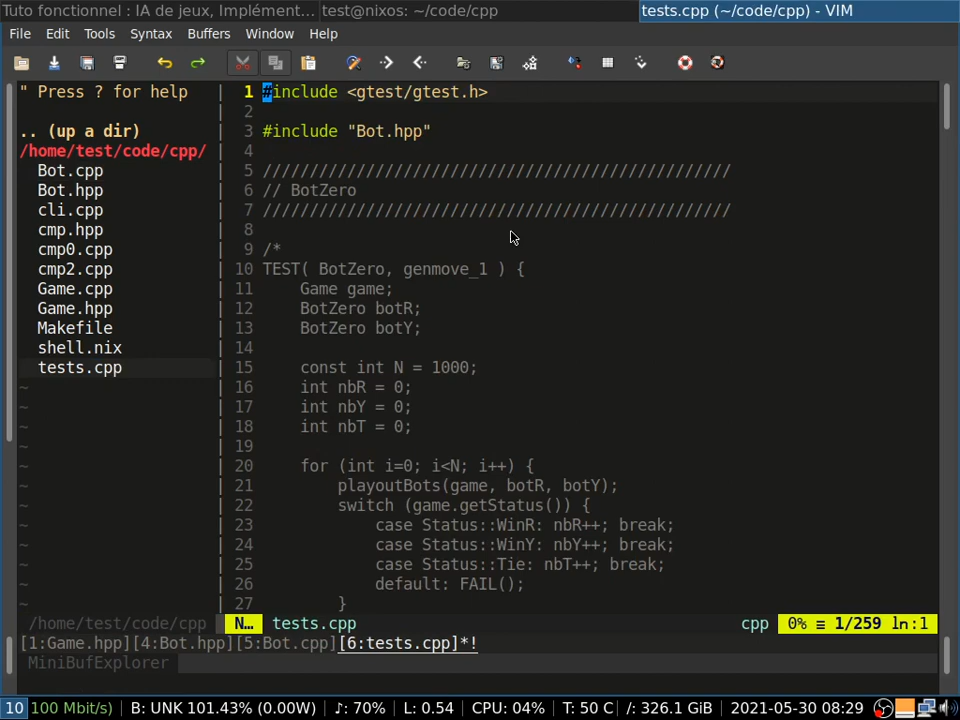 Tuto fonctionnel : IA de jeux, Implément... test@nixos: ~/code/cpp tests.cpp (~/code/cpp) - VIM
File Edit Tools Syntax Buffers Window Help
" Press ? for help
.. (up a dir)
/home/test/code/cpp/
Bot.cpp
Bot.hpp
cli.cpp
cmp.hpp
cmp0.cpp
cmp2.cpp
Game.cpp
Game.hpp
Makefile
shell.nix
tests.cpp
~
~
~
~
~
~
~
~
~
~
~
~
1 #include <gtest/gtest.h>
2
3 #include "Bot.hpp"
4
5 //////////////////////////////////////////////////
6 // BotZero
7 //////////////////////////////////////////////////
8
9 /*
10 TEST( BotZero, genmove_1 ) {
11 Game game;
12 BotZero botR;
13 BotZero botY;
14
15 const int N = 1000;
16 int nbR = 0;
17 int nbY = 0;
18 int nbT = 0;
19
20 for (int i=0; i<N; i++) {
21 playoutBots(game, botR, botY);
22 switch (game.getStatus()) {
23 case Status::WinR: nbR++; break;
24 case Status::WinY: nbY++; break;
25 case Status::Tie: nbT++; break;
26 default: FAIL();
27 }
/home/test/code/cpp N... tests.cpp cpp 0% ≡ 1/259 ln:1
[1:Game.hpp][4:Bot.hpp][5:Bot.cpp][6:tests.cpp]*!
MiniBufExplorer
10 100 Mbit/s) | B: UNK 101.43% (0.00W) | ♪: 70% | L: 0.54 | CPU: 04% | T: 50 C | /: 326.1 GiB | 2021-05-30 08:29